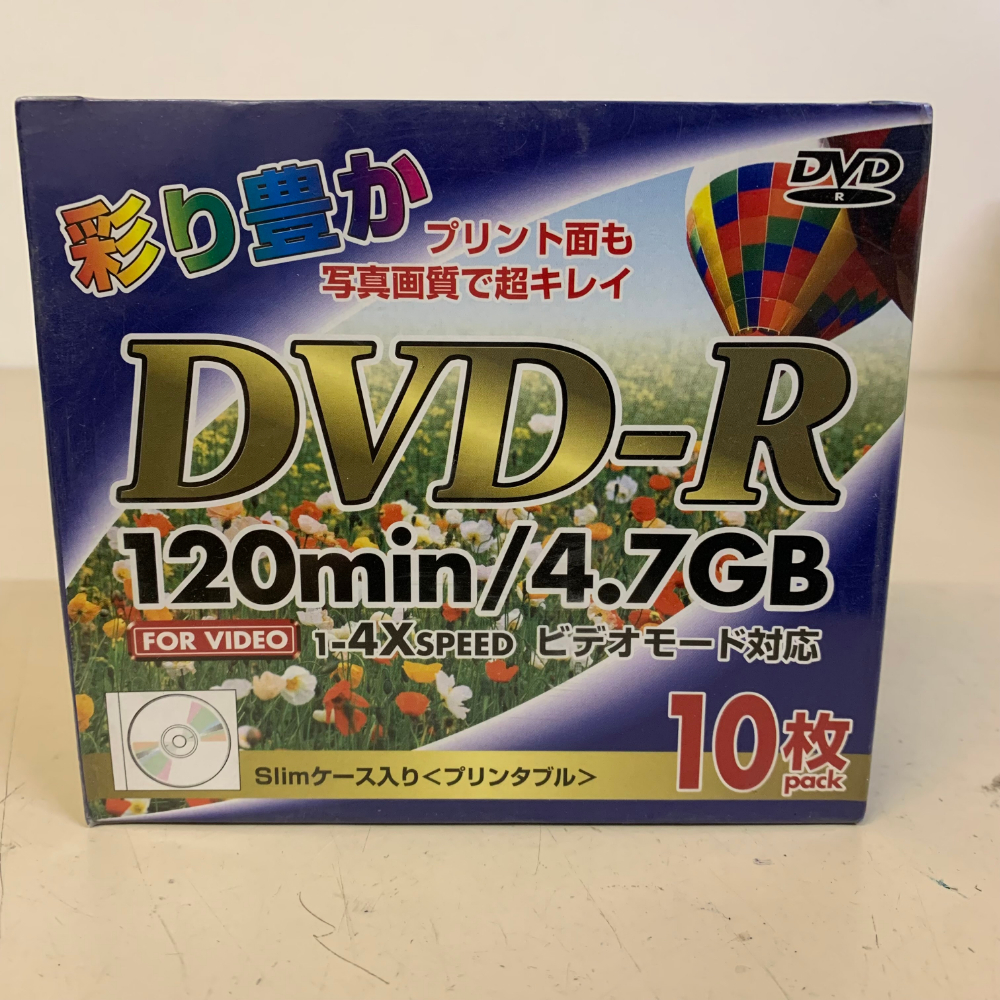 DVD
R
彩り豊か
プリント面も
写真画質で超キレイ
DVD-R
120min/4.7GB
FOR VIDEO 1-4XSPEED ビデオモード対応
10枚
pack
Slimケース入り<プリンタブル>